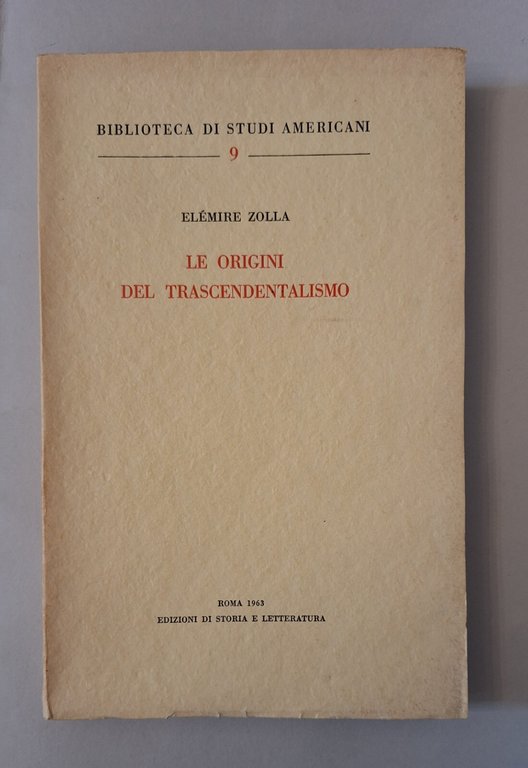 BIBLIOTECA DI STUDI AMERICANI
9
ELÉMIRE ZOLLA
LE ORIGINI
DEL TRASCENDENTALISMO
ROMA 1963
EDIZIONI DI STORIA E LETTERATURA